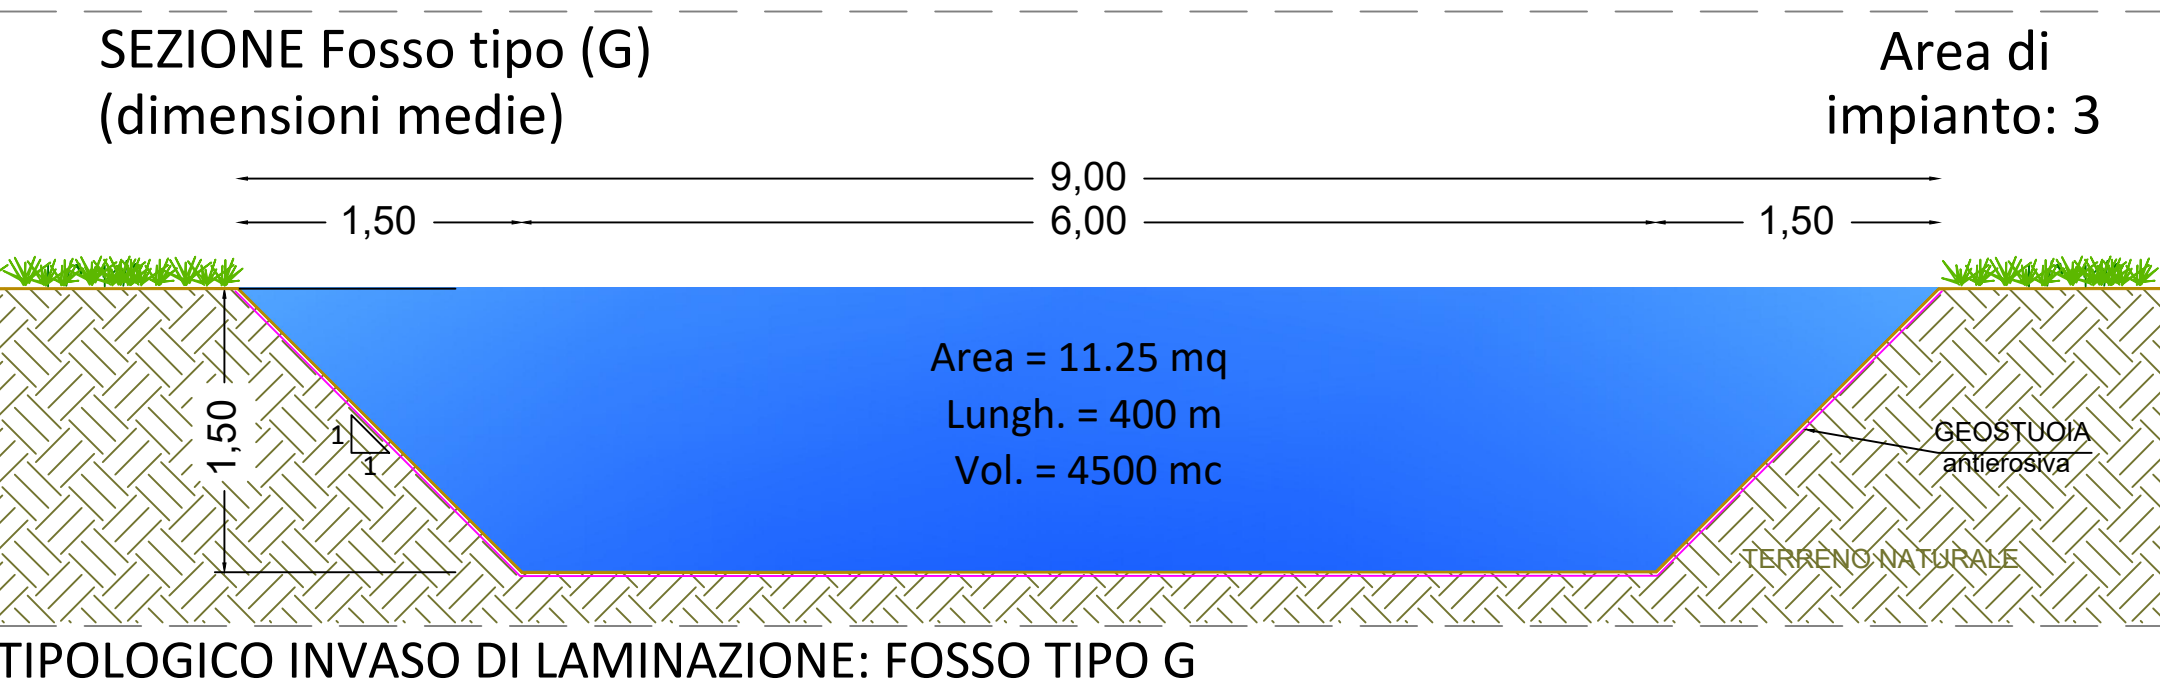 SEZIONE Fosso tipo (G)
(dimensioni medie)
Area di
impianto: 3
9,00
1,50
6,00
1,50
Area = 11.25 mq
Lungh. = 400 m
Vol. = 4500 mc
1,50
1
1
GEOSTUOIA
antierosiva
TERRENO NATURALE
TIPOLOGICO INVASO DI LAMINAZIONE: FOSSO TIPO G